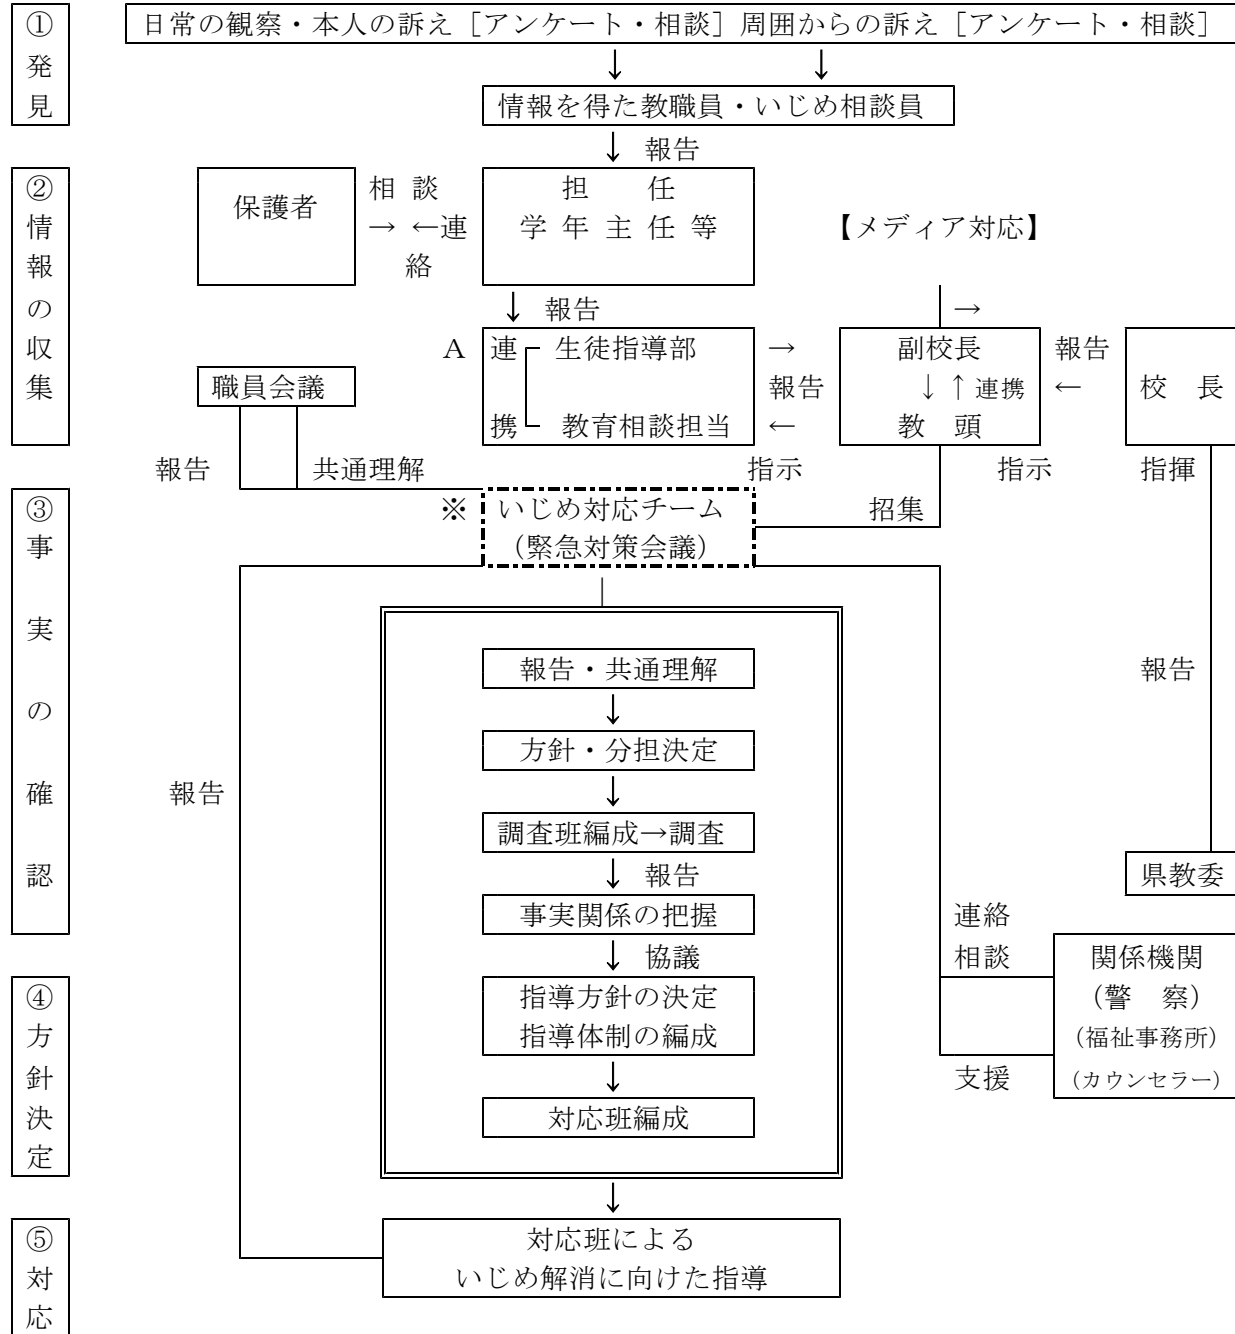 ①
発
見
日常の観察・本人の訴え［アンケート・相談］周囲からの訴え［アンケート・相談］
↓ ↓
情報を得た教職員・いじめ相談員
↓ 報告
②
情
報
の
収
集
保護者
相 談
→ ←連
絡
担 任
学 年 主 任 等
【メディア対応】
↓ 報告
→
A
連 生徒指導部
携 教育相談担当
→
報告
←
指示
副校長
↓ ↑ 連携
教 頭
報告
←
指示
校 長
指揮
職員会議
報告 共通理解
③
事
実
の
確
認
※ いじめ対応チーム
（緊急対策会議）
招集
報告・共通理解
↓
方針・分担決定
↓
調査班編成→調査
↓ 報告
事実関係の把握
↓ 協議
報告
報告
県教委
連絡
相談
支援
関係機関
（警 察）
（福祉事務所）
（カウンセラー）
④
方
針
決
定
指導方針の決定
指導体制の編成
↓
対応班編成
↓
⑤
対
応
対応班による
いじめ解消に向けた指導